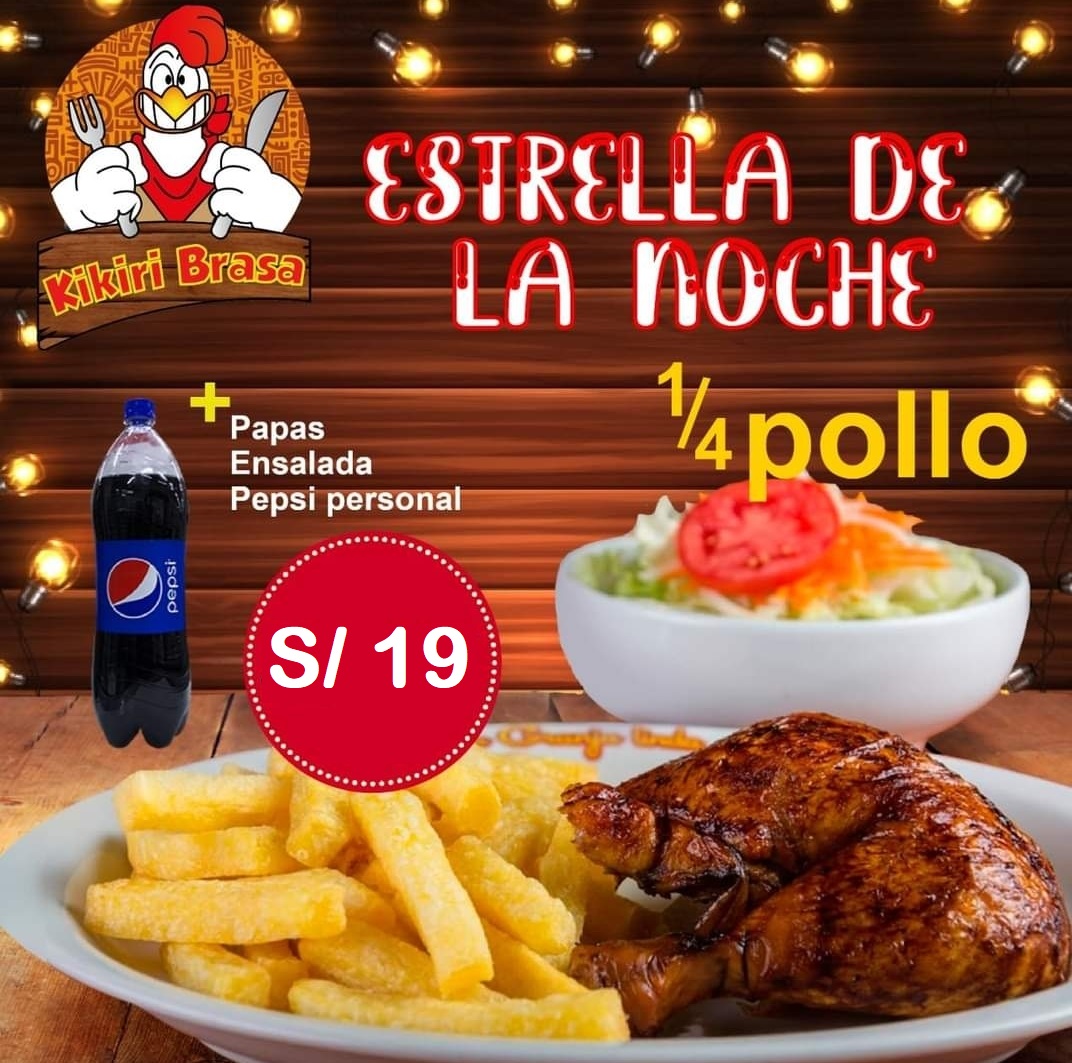 Kikiri Brasa
ESTRELLA DE
LA NOCHE
1/4 pollo
+
Papas
Ensalada
Pepsi personal
pepsi
S/ 19